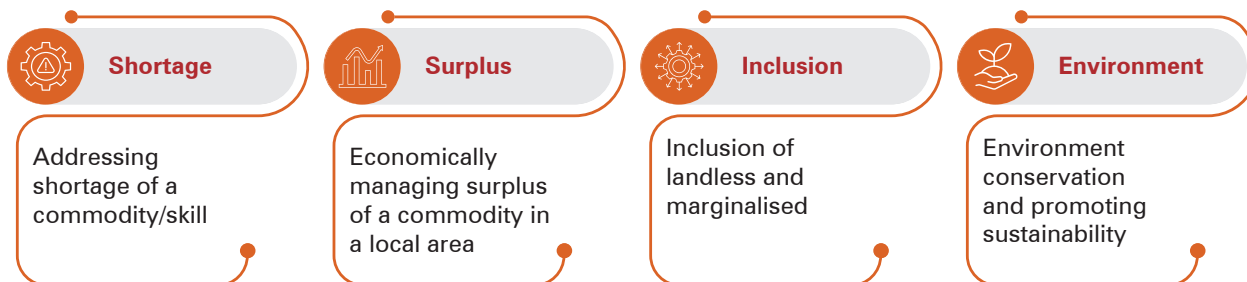 Shortage
Addressing
shortage of a
commodity/skill
Surplus
Economically
managing surplus
of a commodity in
a local area
Inclusion
Inclusion of
landless and
marginalised
Environment
Environment
conservation
and promoting
sustainability